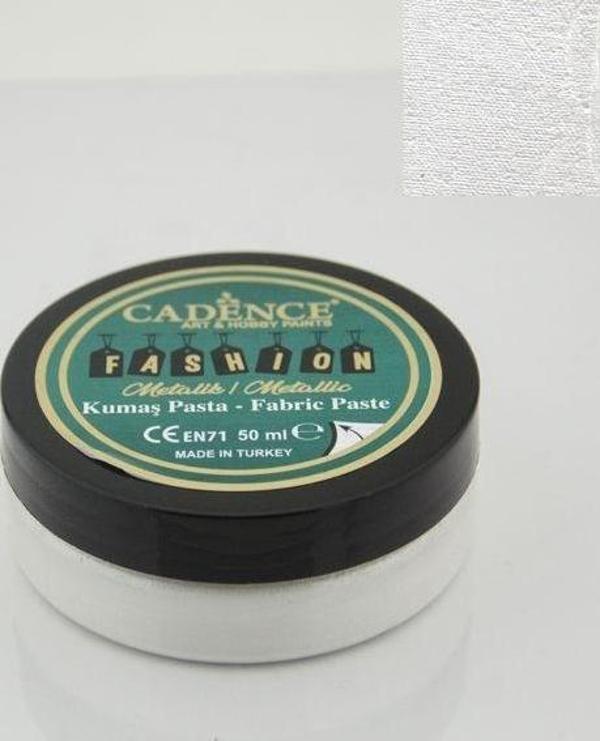 CADENCE®
ART & HOBBY PAINTS
FASHION
Metalik / Metallic
Kumaş Pasta - Fabric Paste
CE EN71 50 ml ℮
MADE IN TURKEY